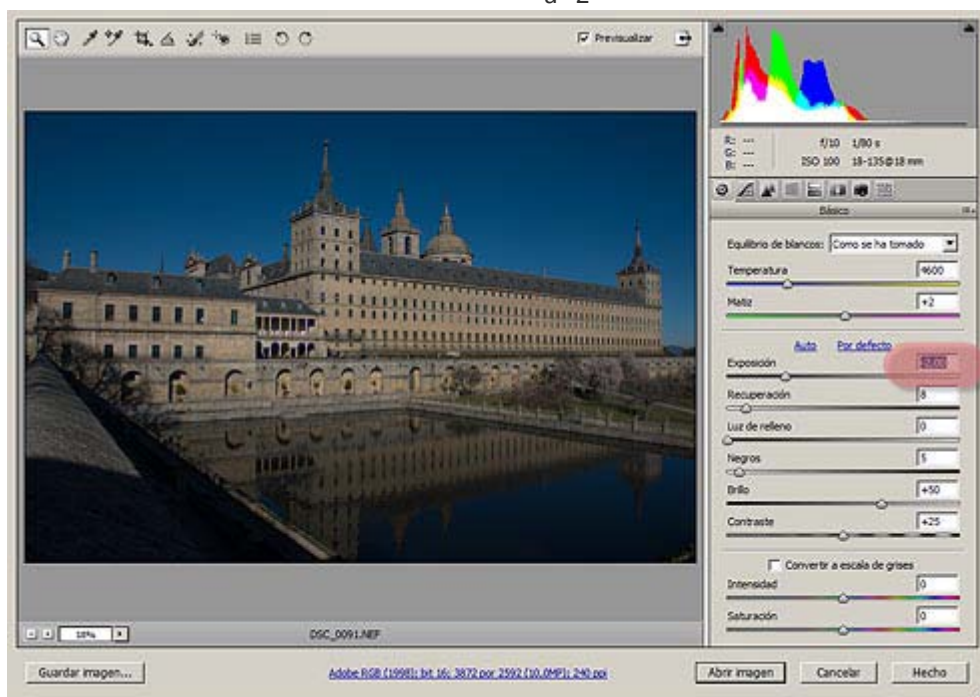 Previsualizar
R: ---
G: ---
B: ---
f/10 1/80 s
ISO 100 18-135@18 mm
Básico
Equilibrio de blancos: Como se ha tomado
Temperatura 4600
Matiz +2
Auto Por defecto
Exposición
Recuperación 8
Luz de relleno 0
Negros 5
Brillo +50
Contraste +25
Convertir a escala de grises
Intensidad 0
Saturación 0
18% DSC_0091.NEF
Guardar imagen... Adobe RGB (1998); bit 16; 3872 por 2592 (10,0MP); 240 ppi Abrir imagen Cancelar Hecho